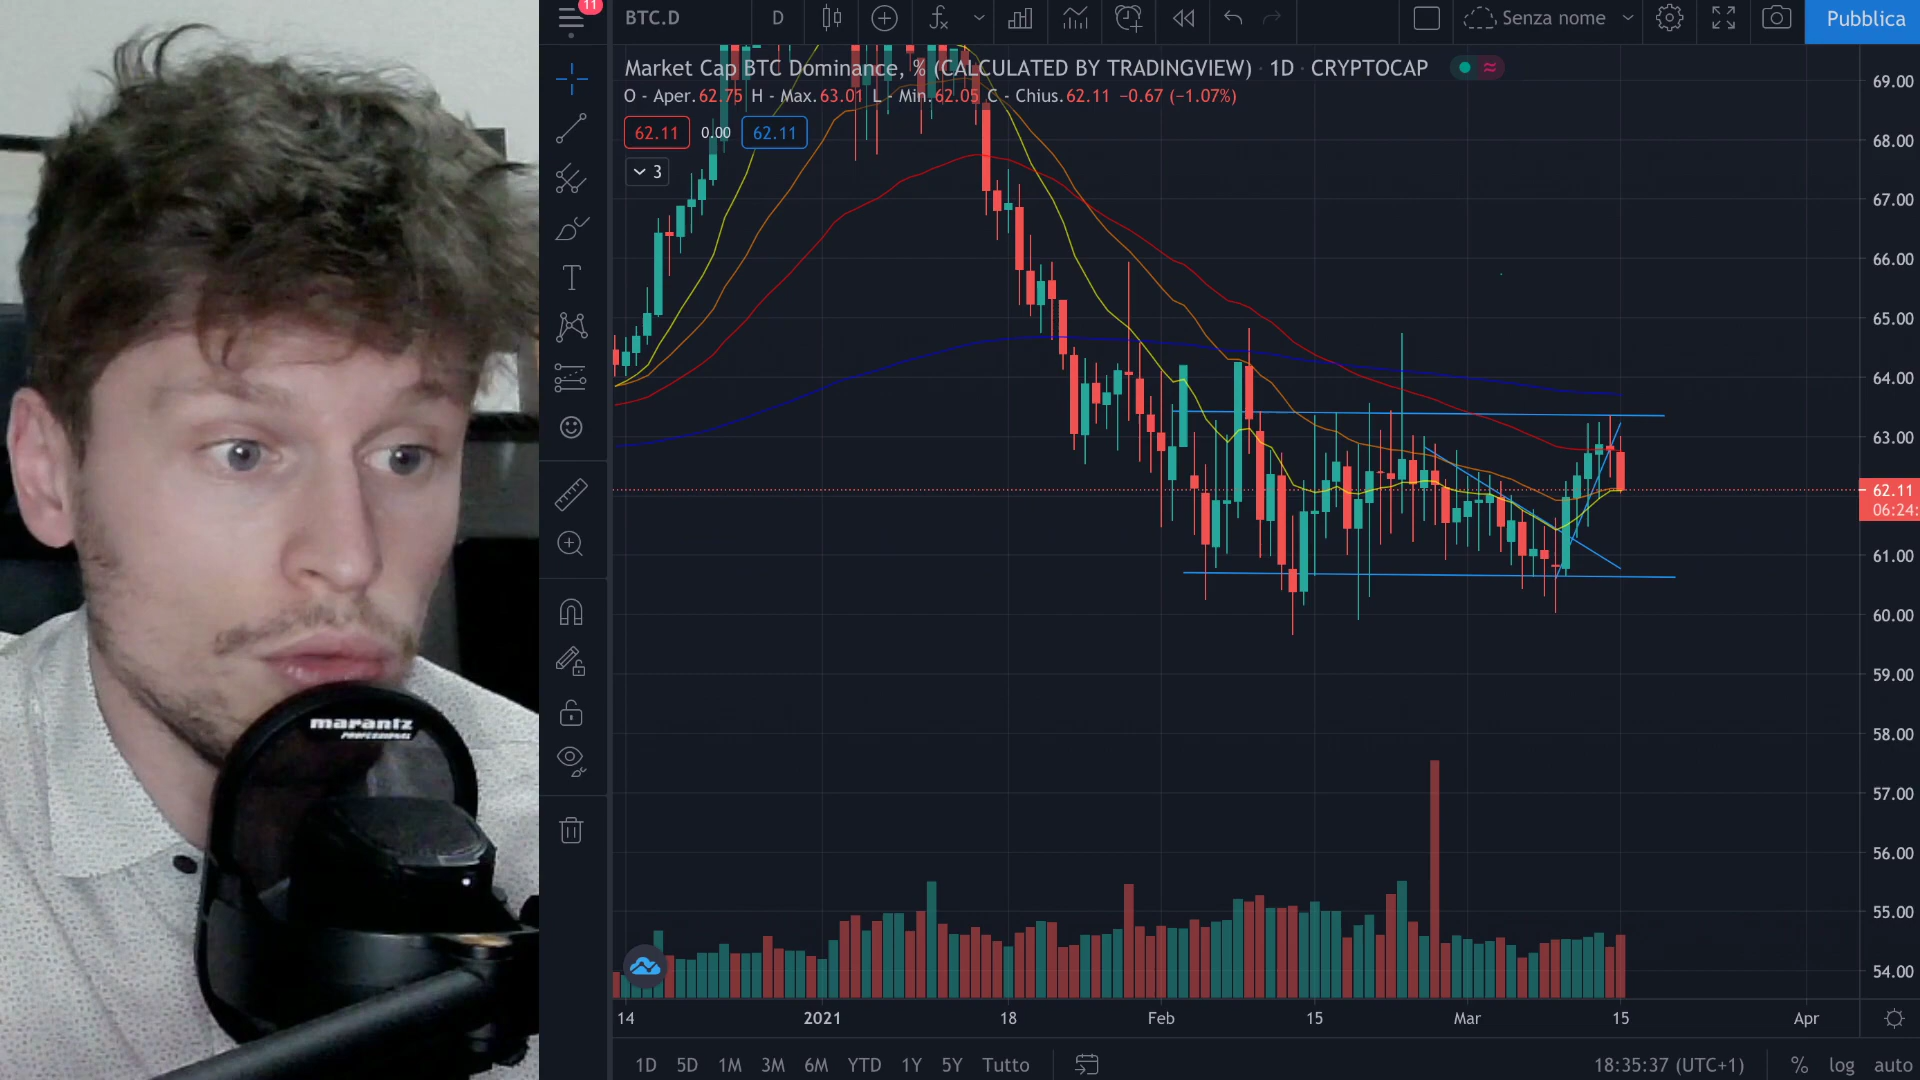 11
BTC.D
D
Senza nome
Pubblica
Market Cap BTC Dominance, % (CALCULATED BY TRADINGVIEW) · 1D · CRYPTOCAP
O - Aper.62.75 H - Max.63.01 L - Min.62.05 C - Chius.62.11 −0.67 (−1.07%)
62.11 0.00 62.11
3
69.00
68.00
67.00
66.00
65.00
64.00
63.00
62.11
06:24:
61.00
60.00
59.00
58.00
57.00
56.00
55.00
54.00
marantz
PROFESSIONAL
14 2021 18 Feb 15 Mar 15 Apr
1D 5D 1M 3M 6M YTD 1Y 5Y Tutto
18:35:37 (UTC+1) % log auto